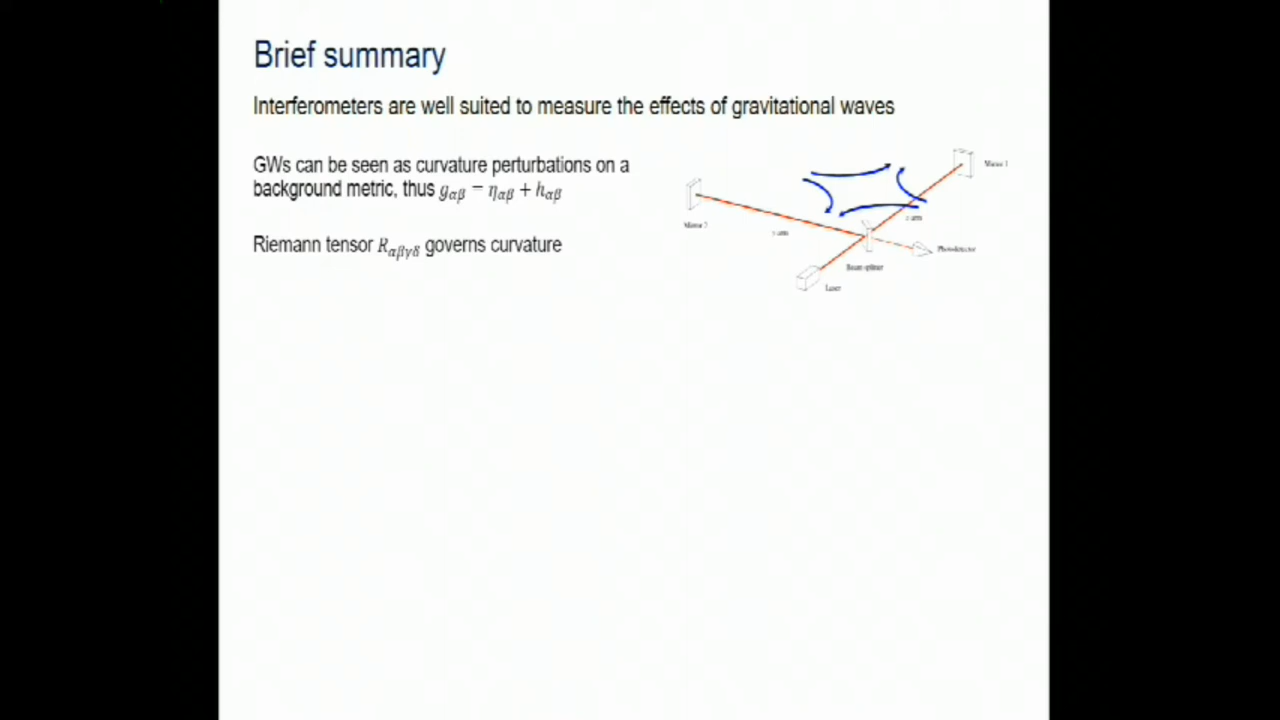 Brief summary
Interferometers are well suited to measure the effects of gravitational waves
GWs can be seen as curvature perturbations on a
background metric, thus gαβ = ηαβ + hαβ
Riemann tensor Rαβγδ governs curvature
Mirror 1
Mirror 2
x arm
y arm
Photodetector
Beam splitter
Laser